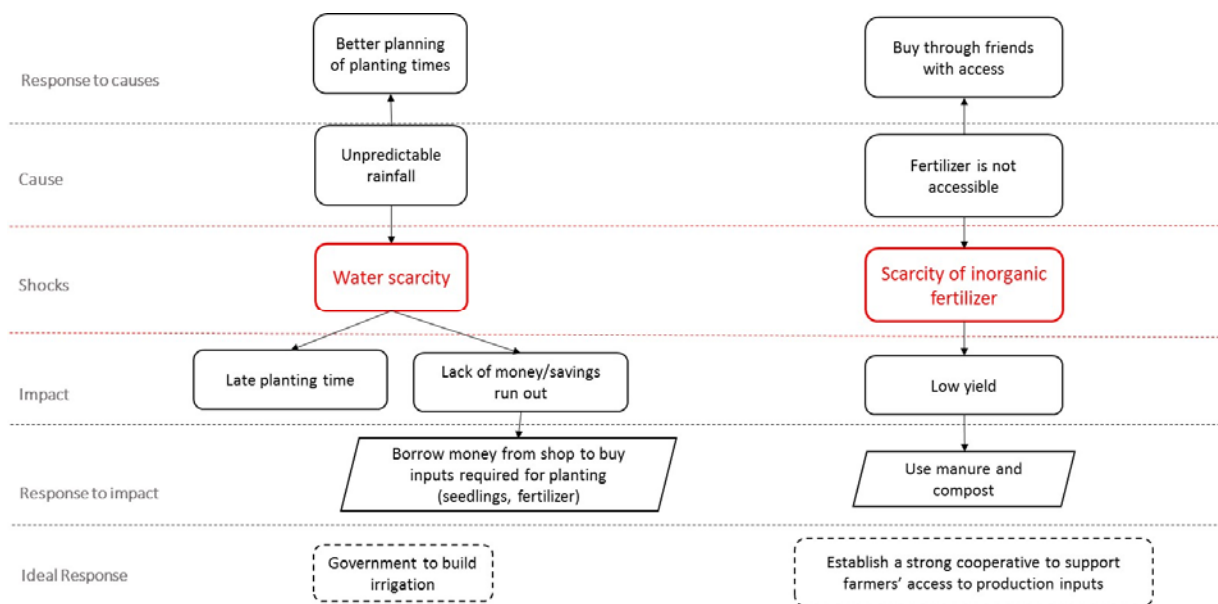 Response to causes
Better planning
of planting times
Buy through friends
with access
Cause
Unpredictable
rainfall
Fertilizer is not
accessible
Shocks
Water scarcity
Scarcity of inorganic
fertilizer
Impact
Late planting time
Lack of money/savings
run out
Low yield
Response to impact
Borrow money from shop to buy
inputs required for planting
(seedlings, fertilizer)
Use manure and
compost
Ideal Response
Government to build
irrigation
Establish a strong cooperative to support
farmers’ access to production inputs